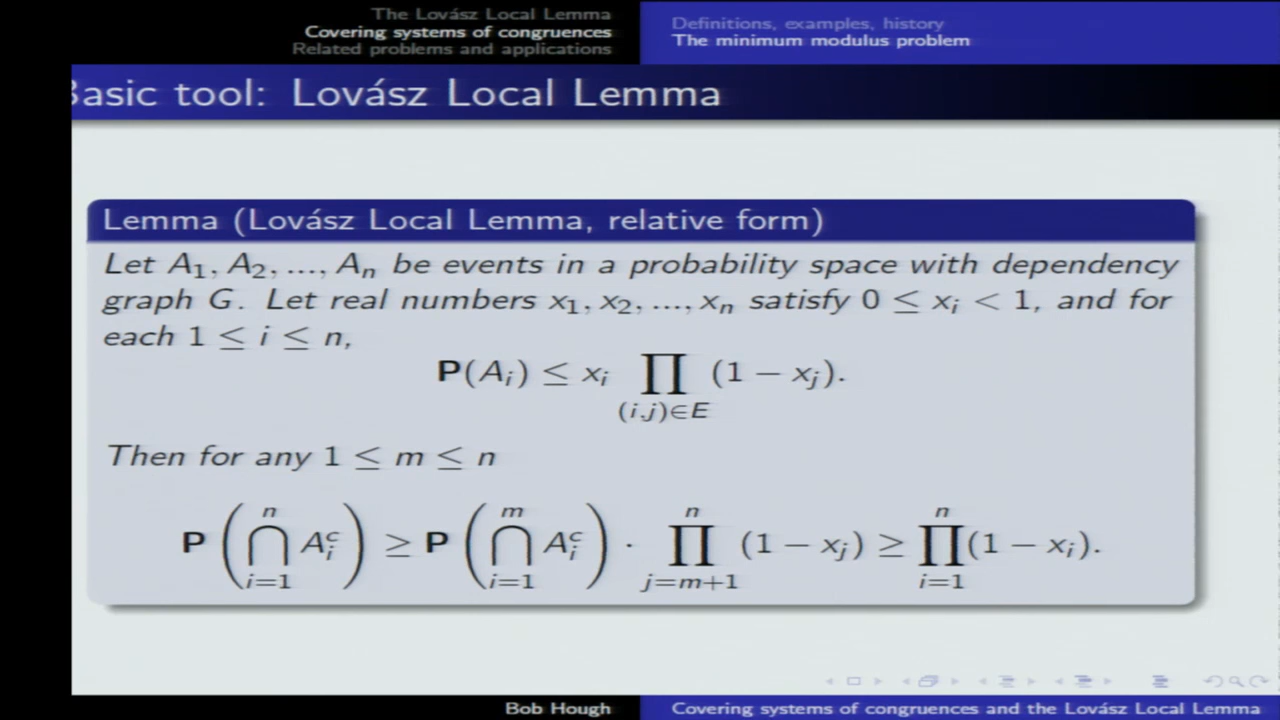 The Lovász Local Lemma
Covering systems of congruences
Related problems and applications
Definitions, examples, history
The minimum modulus problem
Basic tool: Lovász Local Lemma
Lemma (Lovász Local Lemma, relative form)
Let A₁, A₂, ..., Aₙ be events in a probability space with dependency
graph G. Let real numbers x₁, x₂, ..., xₙ satisfy 0 ≤ xᵢ < 1, and for
each 1 ≤ i ≤ n,
P(Aᵢ) ≤ xᵢ ∏_{(i,j)∈E} (1 − xⱼ).
Then for any 1 ≤ m ≤ n
P(⋂_{i=1}^{n} Aᵢᶜ) ≥ P(⋂_{i=1}^{m} Aᵢᶜ) · ∏_{j=m+1}^{n} (1 − xⱼ) ≥ ∏_{i=1}^{n} (1 − xᵢ).
Bob Hough
Covering systems of congruences and the Lovász Local Lemma